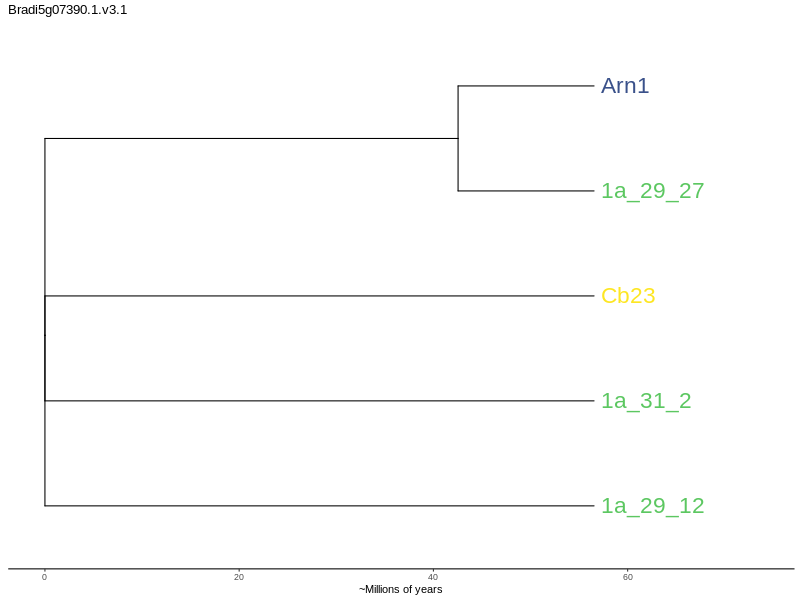 Bradi5g07390.1.v3.1
Arn1
1a_29_27
Cb23
1a_31_2
1a_29_12
0 20 40 60
~Millions of years